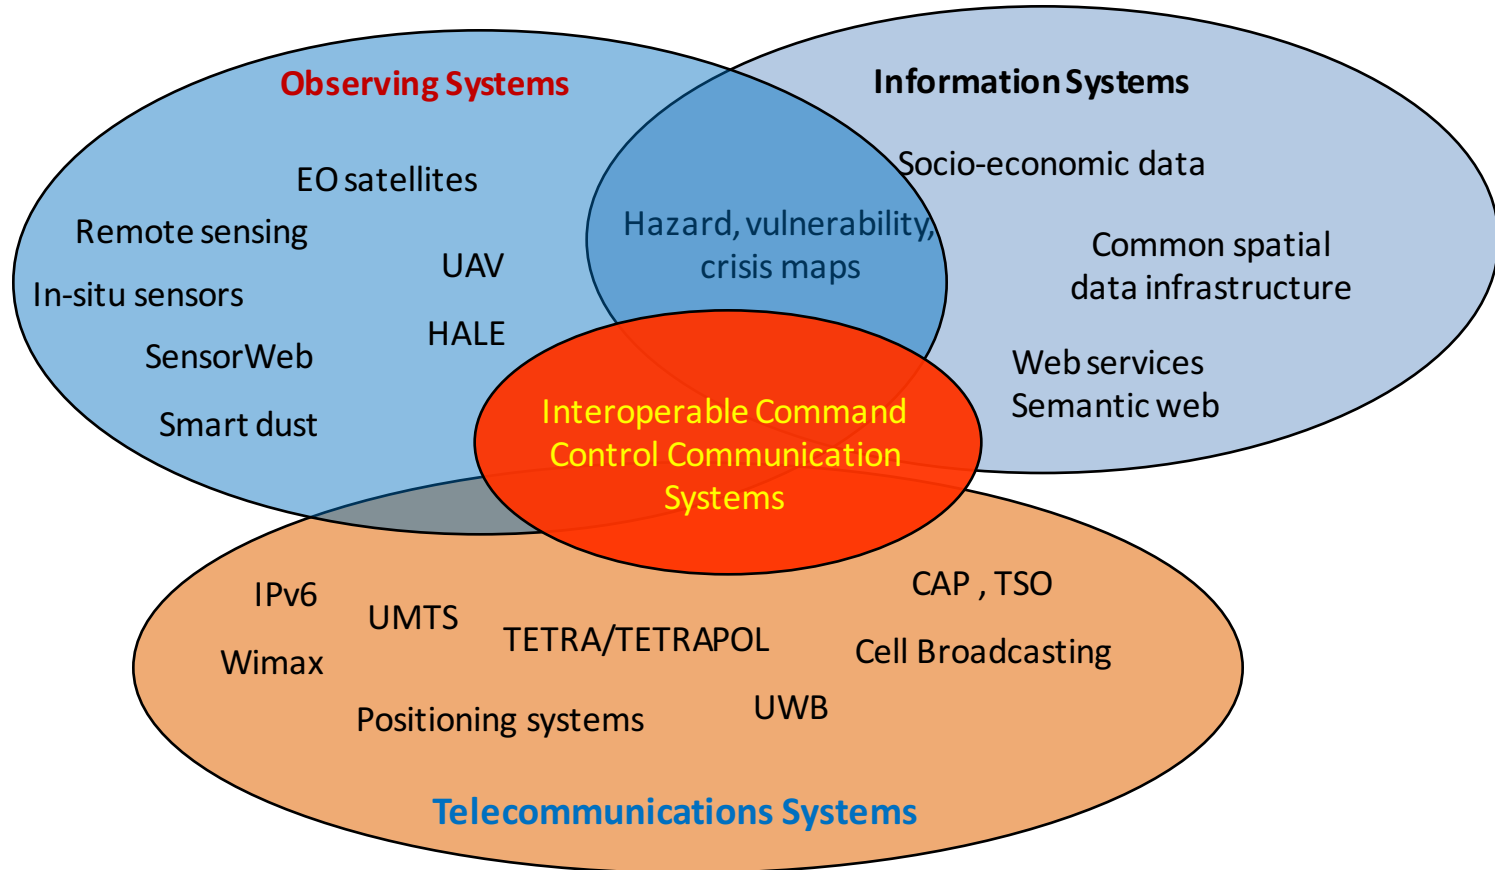 Observing Systems
Information Systems
EO satellites
Remote sensing
UAV
In-situ sensors
HALE
SensorWeb
Smart dust
Hazard, vulnerability,
crisis maps
Socio-economic data
Common spatial
data infrastructure
Web services
Semantic web
Interoperable Command
Control Communication
Systems
IPv6
UMTS
TETRA/TETRAPOL
CAP , TSO
Wimax
Cell Broadcasting
Positioning systems
UWB
Telecommunications Systems